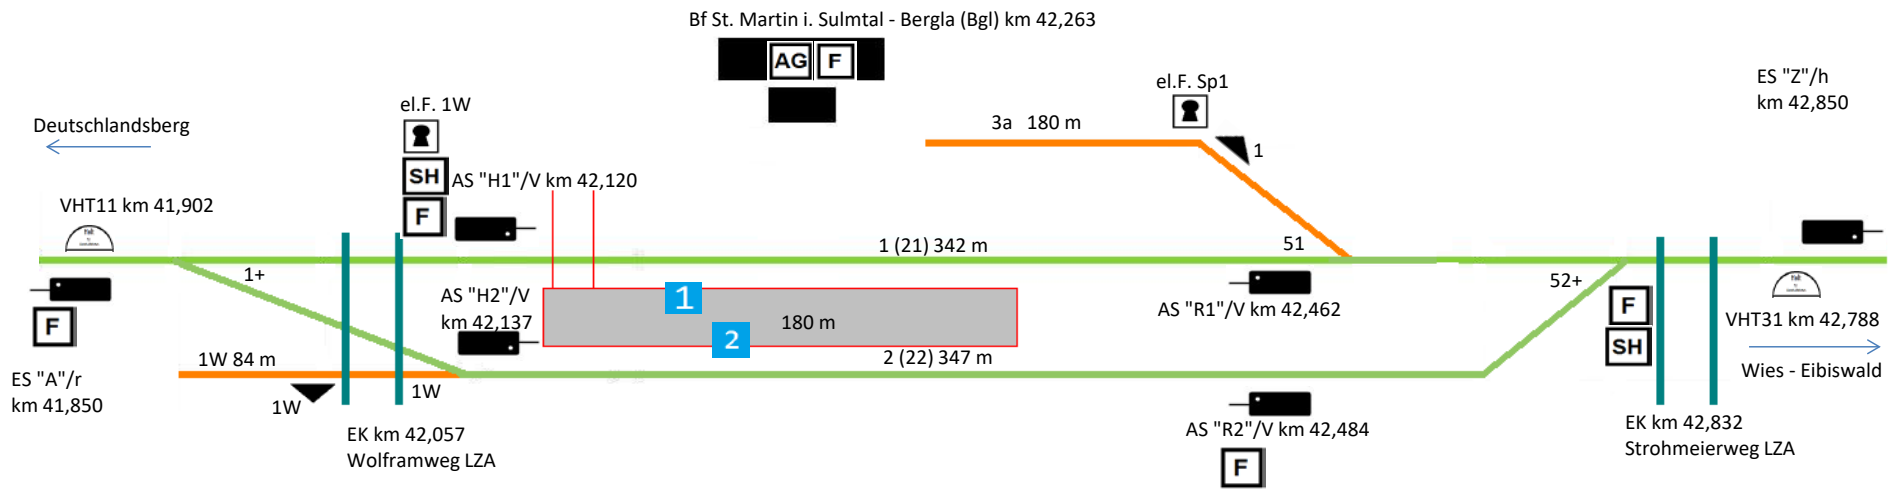 Bf St. Martin i. Sulmtal - Bergla (Bgl) km 42,263
AG F
ES "Z"/h
km 42,850
el.F. Sp1
el.F. 1W
Deutschlandsberg
3a 180 m
1
SH
AS "H1"/V km 42,120
VHT11 km 41,902
F
1 (21) 342 m
51
1+
52+
AS "H2"/V
km 42,137
1
180 m
2
AS "R1"/V km 42,462
F
F
SH
VHT31 km 42,788
1W 84 m
2 (22) 347 m
Wies - Eibiswald
ES "A"/r
km 41,850
1W
1W
EK km 42,057
Wolframweg LZA
AS "R2"/V km 42,484
F
EK km 42,832
Strohmeierweg LZA